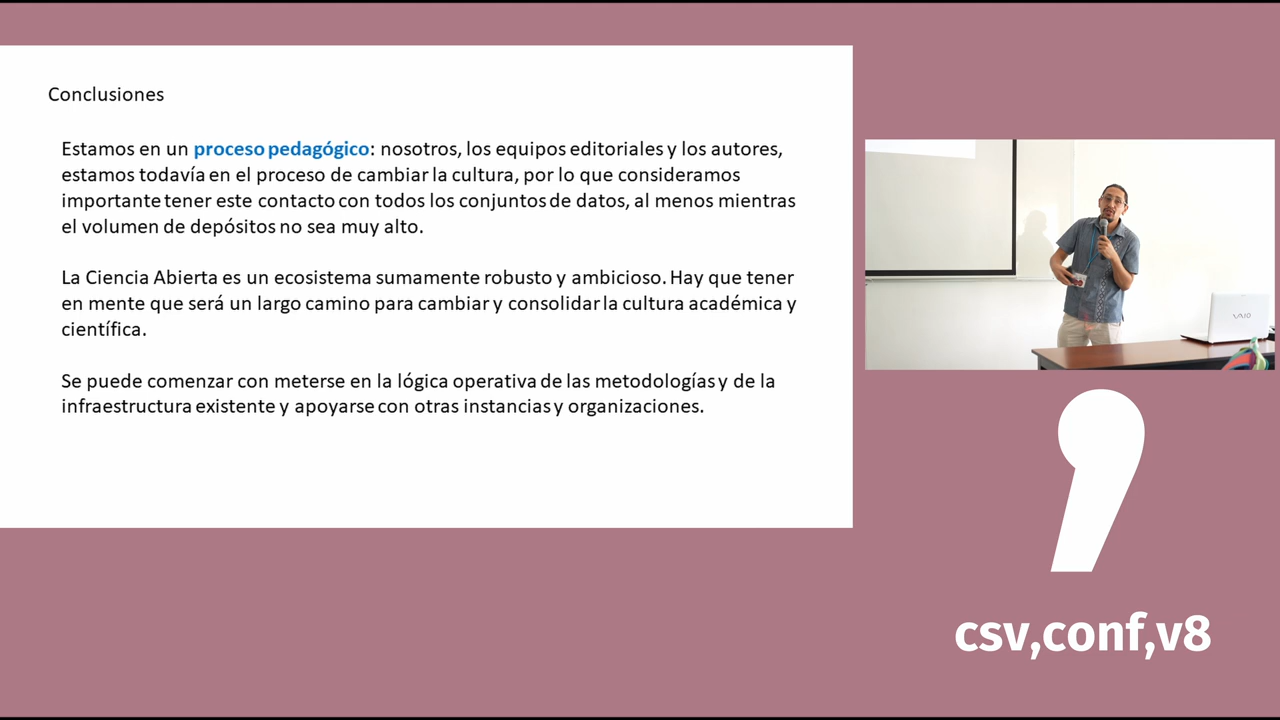 Conclusiones
Estamos en un proceso pedagógico: nosotros, los equipos editoriales y los autores,
estamos todavía en el proceso de cambiar la cultura, por lo que consideramos
importante tener este contacto con todos los conjuntos de datos, al menos mientras
el volumen de depósitos no sea muy alto.
La Ciencia Abierta es un ecosistema sumamente robusto y ambicioso. Hay que tener
en mente que será un largo camino para cambiar y consolidar la cultura académica y
científica.
Se puede comenzar con meterse en la lógica operativa de las metodologías y de la
infraestructura existente y apoyarse con otras instancias y organizaciones.
VAIO
csv,conf,v8